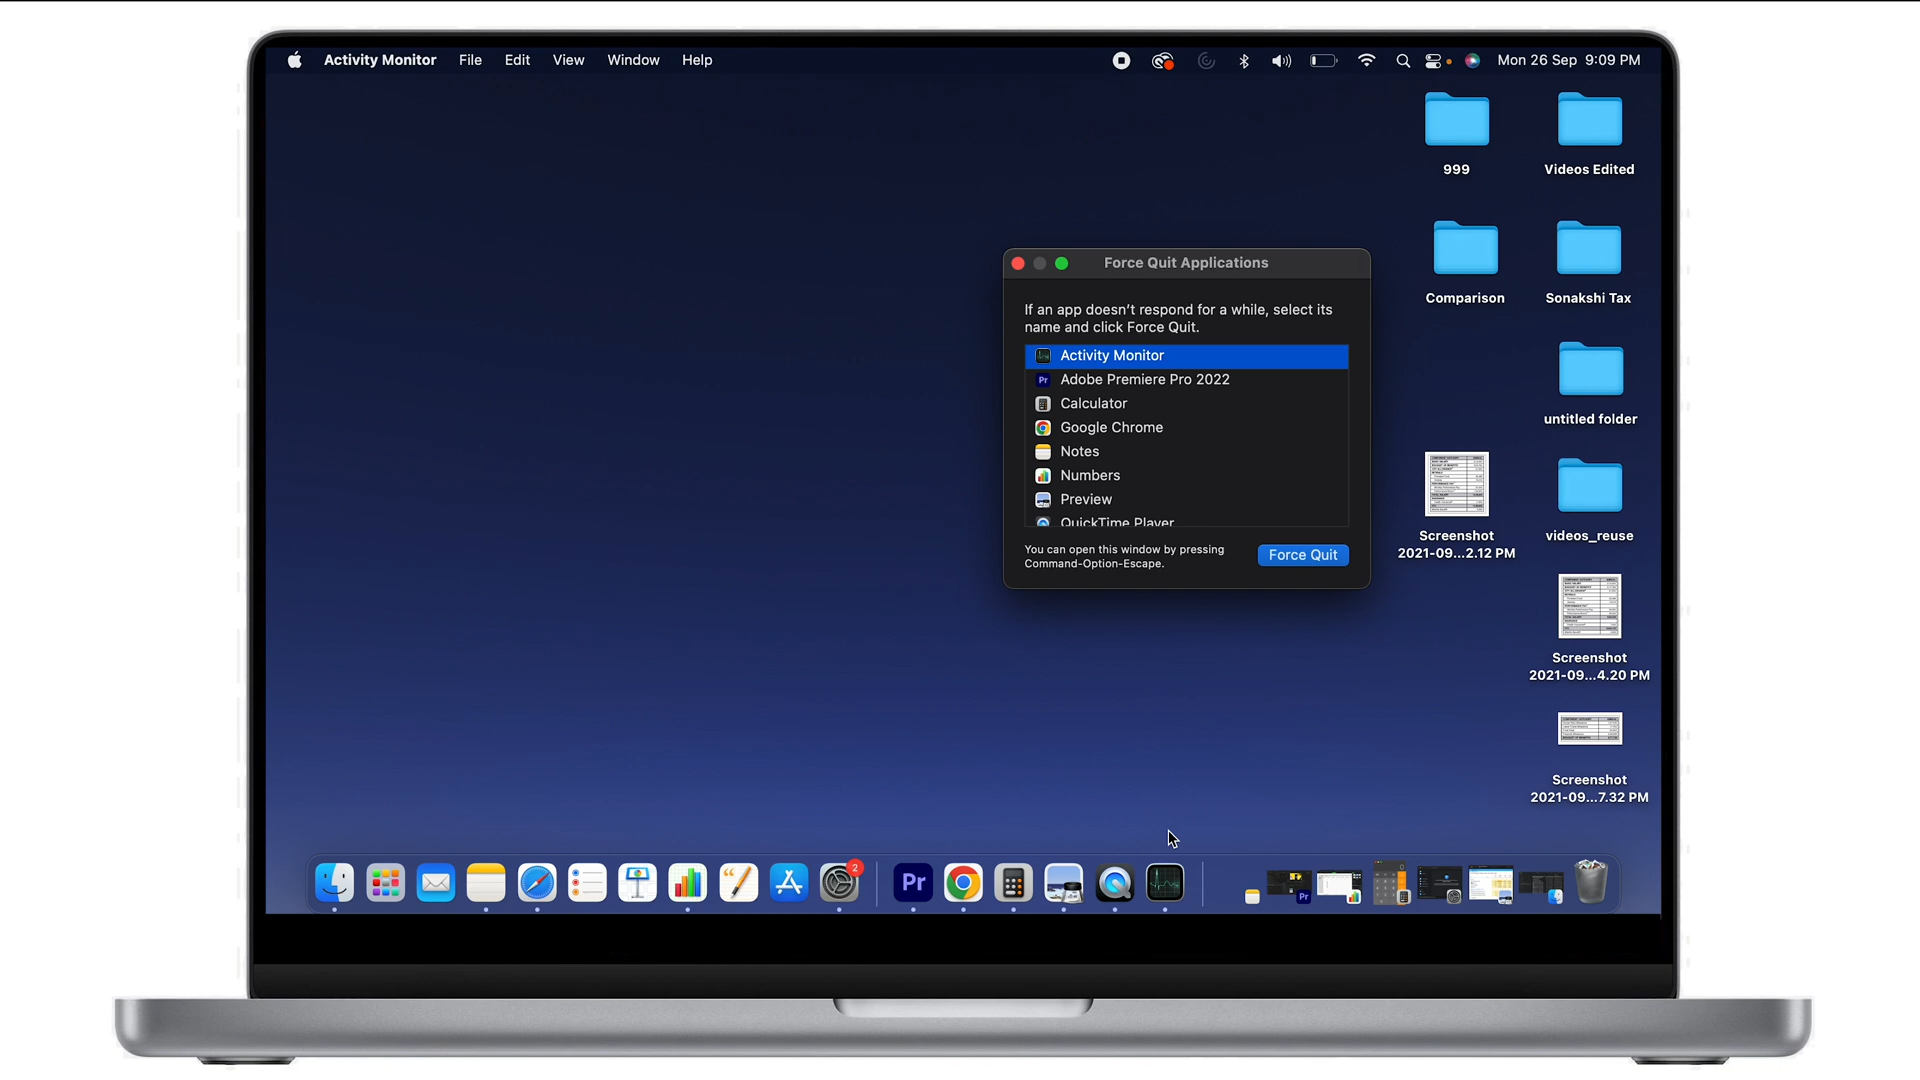 Activity Monitor File Edit View Window Help
Mon 26 Sep 9:09 PM
999
Videos Edited
Comparison
Sonakshi Tax
untitled folder
Screenshot
2021-09...2.12 PM
videos_reuse
Screenshot
2021-09...4.20 PM
Screenshot
2021-09...7.32 PM
Force Quit Applications
If an app doesn't respond for a while, select its
name and click Force Quit.
Activity Monitor
Pr Adobe Premiere Pro 2022
Calculator
Google Chrome
Notes
Numbers
Preview
QuickTime Player
You can open this window by pressing
Command-Option-Escape.
Force Quit
2
Pr
Pr